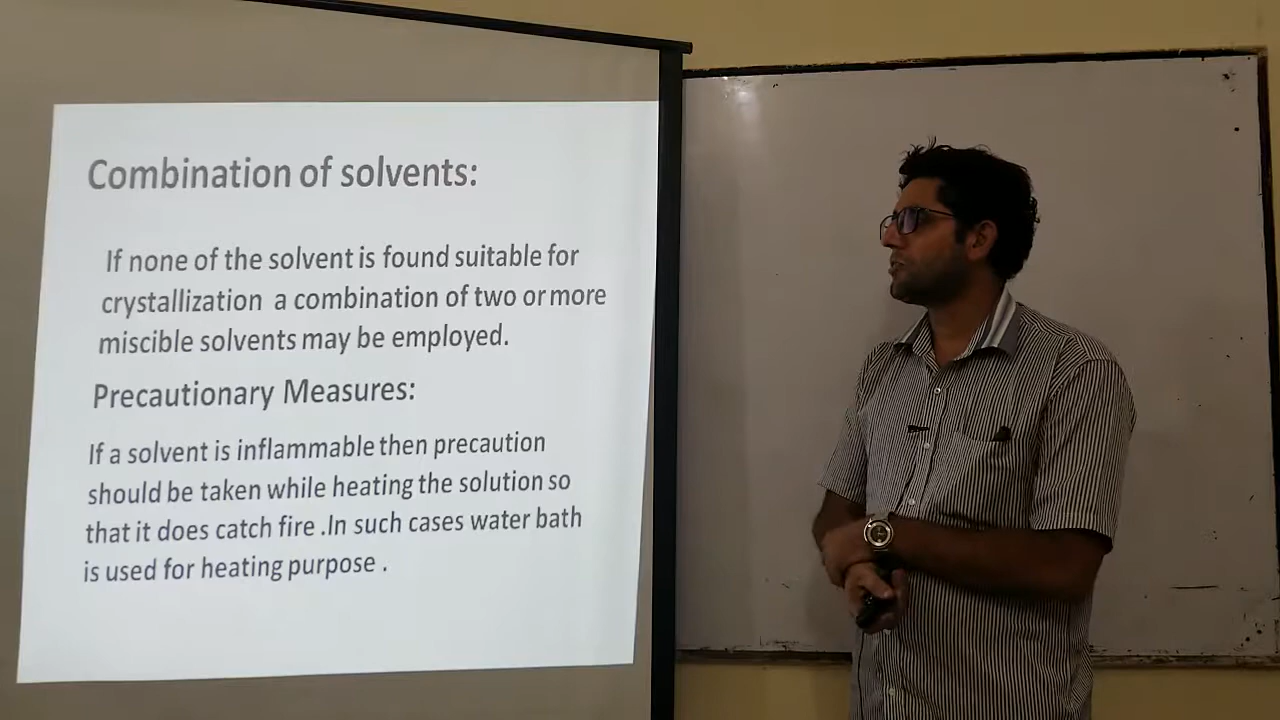 Combination of solvents:
If none of the solvent is found suitable for
crystallization a combination of two or more
miscible solvents may be employed.
Precautionary Measures:
If a solvent is inflammable then precaution
should be taken while heating the solution so
that it does catch fire .In such cases water bath
is used for heating purpose .